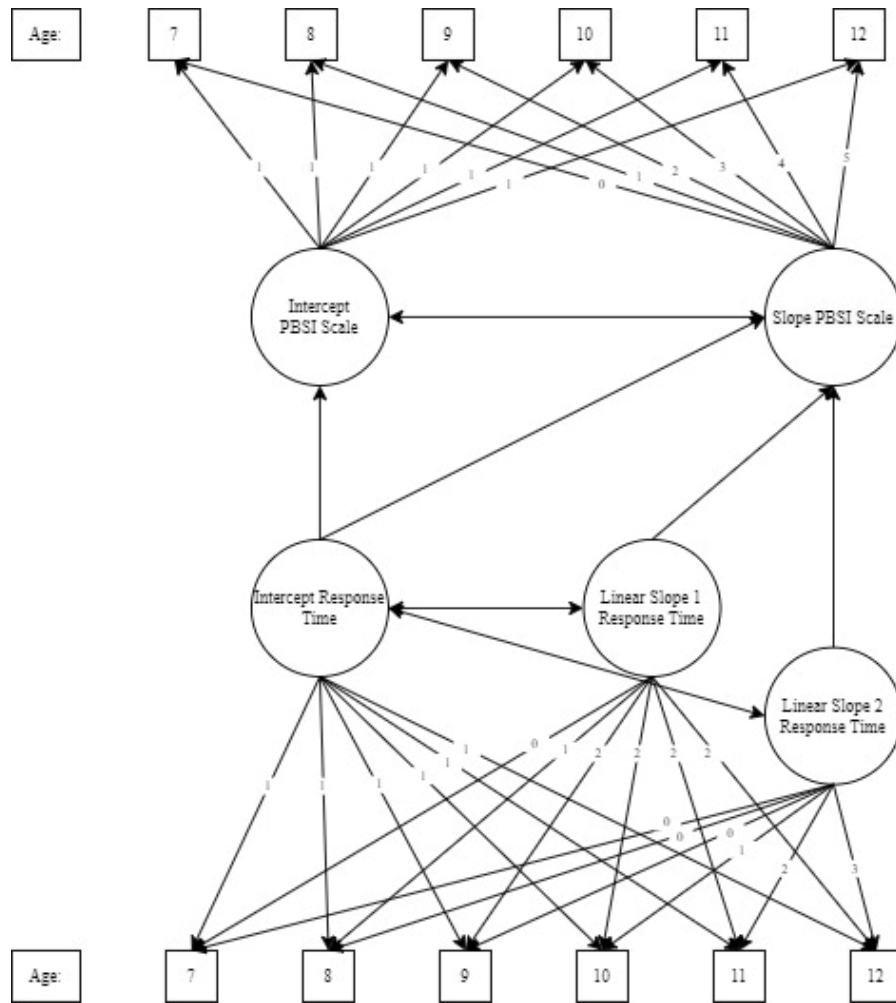 Age: 7 8 9 10 11 12
1 1 1 1 1 1 0 1 2 3 4 5
Intercept
PBSI Scale
Slope PBSI Scale
Intercept Response
Time
Linear Slope 1
Response Time
Linear Slope 2
Response Time
1 1 1 1 1 1 0 1 2 2 2 2
0 0 0 1 2 3
Age: 7 8 9 10 11 12